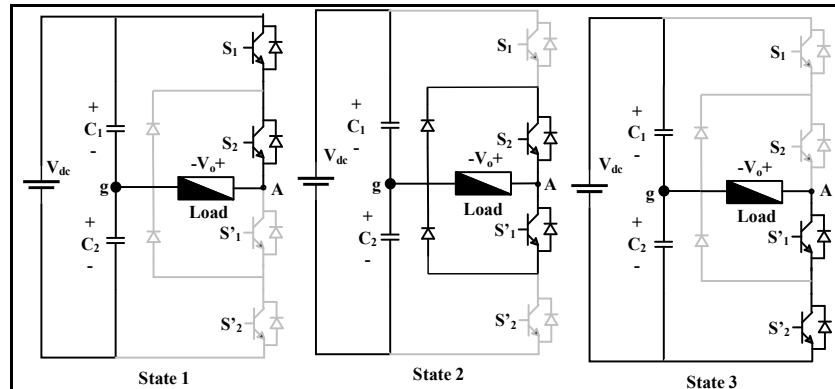 S1
+
C1
-
S2
Vdc
-Vo+
g
A
Load
+
C2
-
S'1
S'2
State 1
S1
+
C1
-
S2
Vdc
-Vo+
g
A
Load
+
C2
-
S'1
S'2
State 2
S1
+
C1
-
S2
Vdc
-Vo+
g
A
Load
+
C2
-
S'1
S'2
State 3